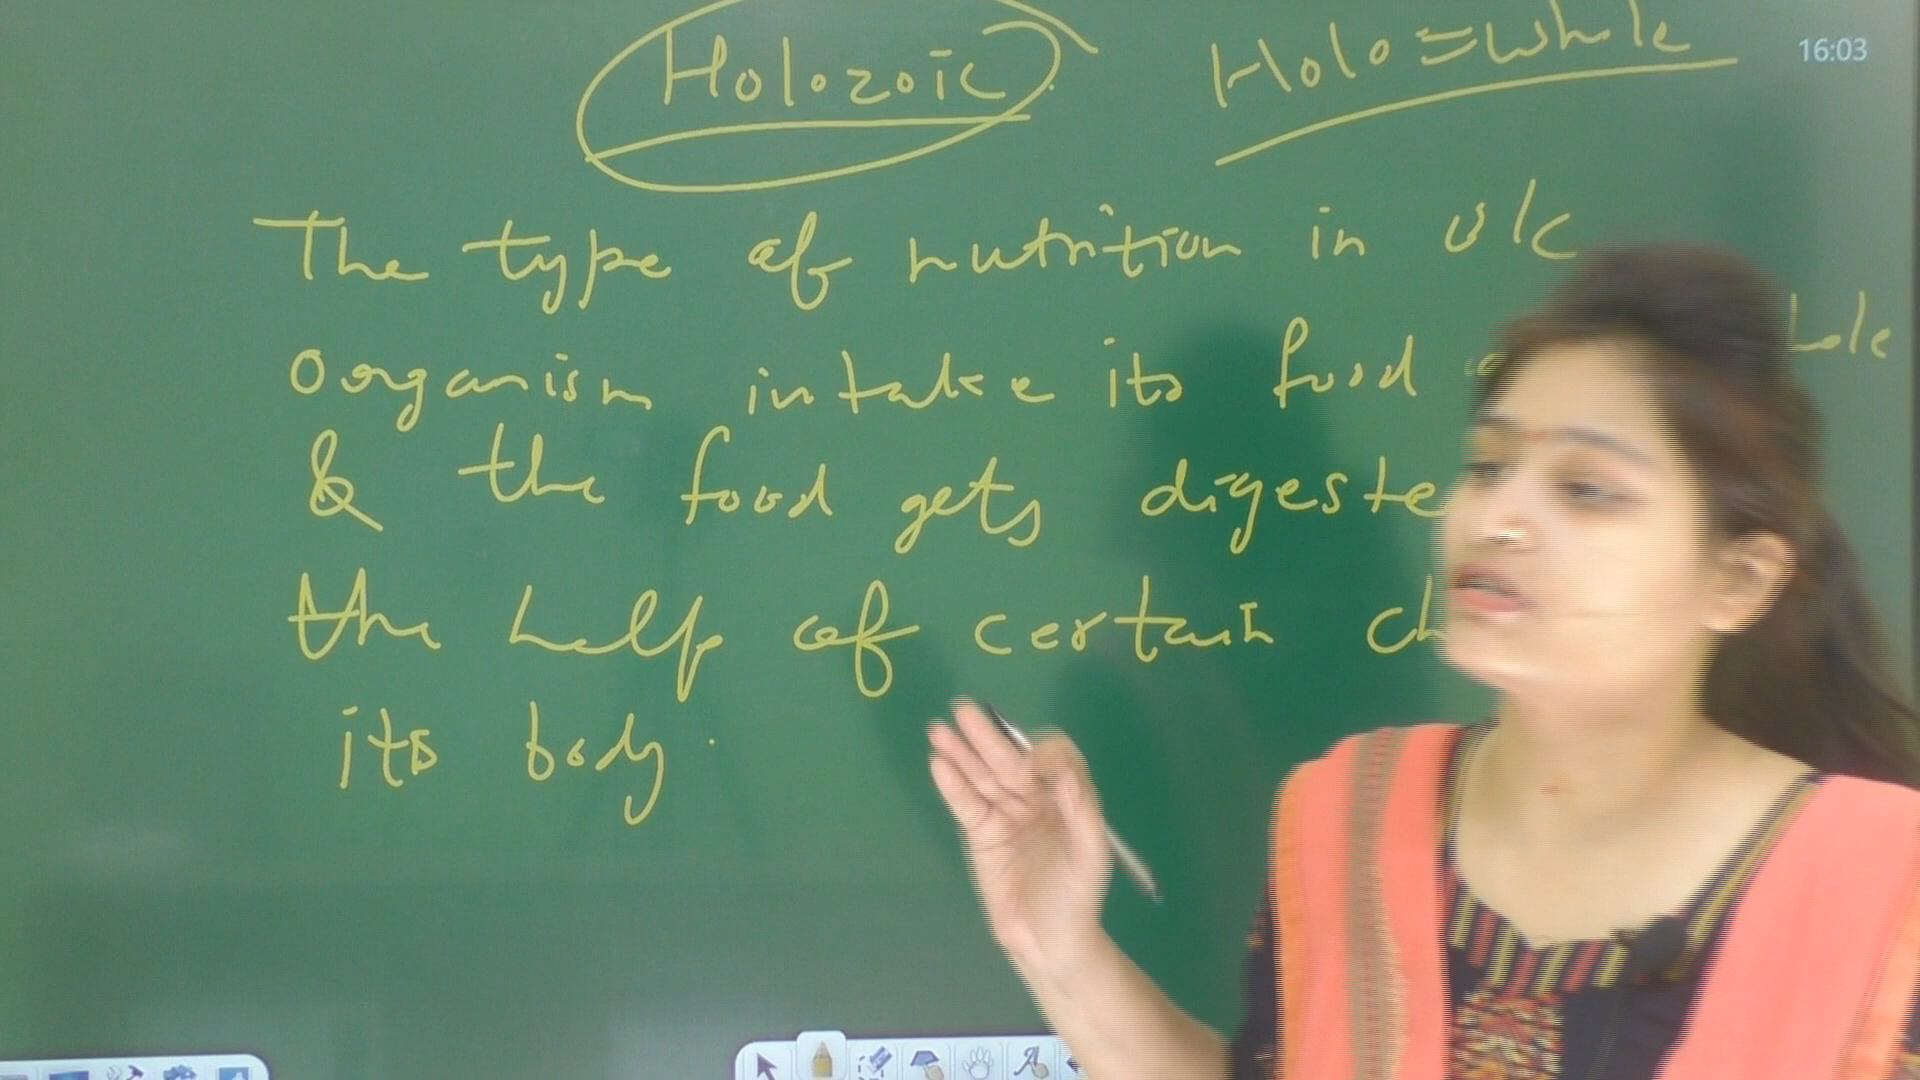 Holozoic Holo = Whole
16:03
The type of nutrition in w/c
Oorganism intake its food
& the food gets digeste
the help of certain ch
its body.